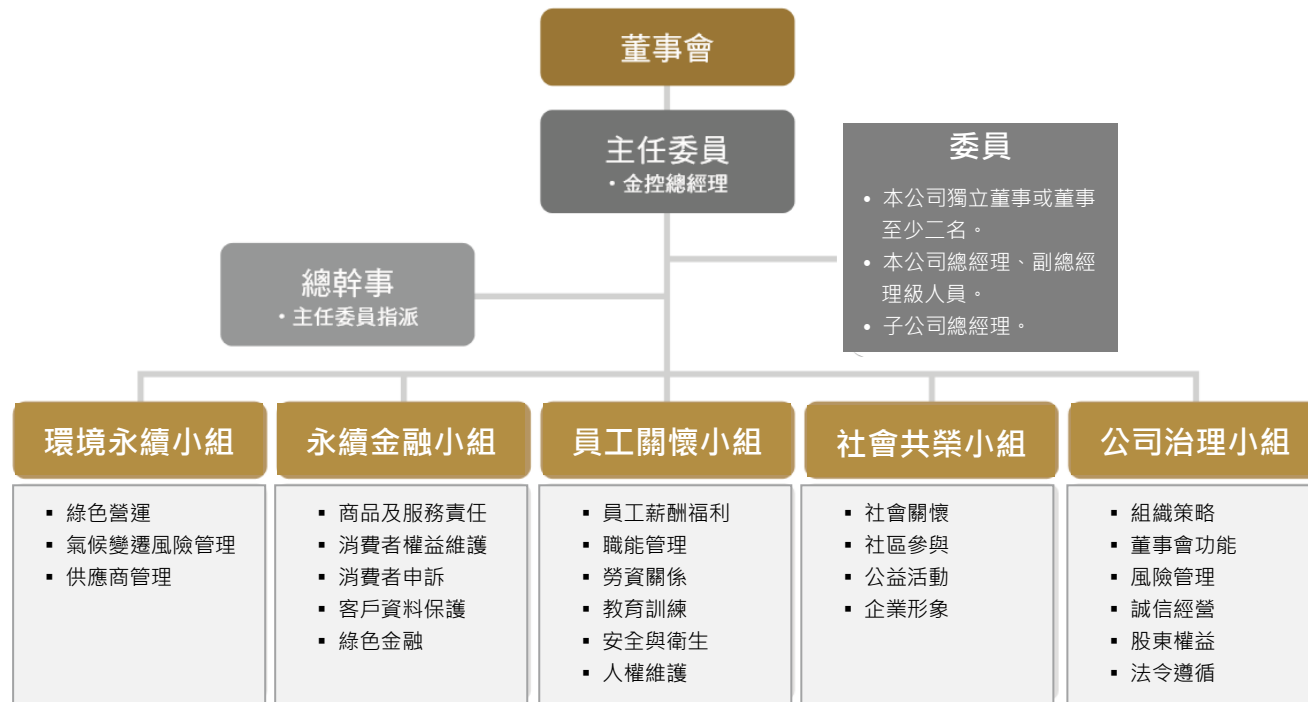 董事會
主任委員
・金控總經理
委員
• 本公司獨立董事或董事
至少二名。
• 本公司總經理、副總經
理級人員。
• 子公司總經理。
總幹事
・主任委員指派
環境永續小組
▪ 綠色營運
▪ 氣候變遷風險管理
▪ 供應商管理
永續金融小組
▪ 商品及服務責任
▪ 消費者權益維護
▪ 消費者申訴
▪ 客戶資料保護
▪ 綠色金融
員工關懷小組
▪ 員工薪酬福利
▪ 職能管理
▪ 勞資關係
▪ 教育訓練
▪ 安全與衛生
▪ 人權維護
社會共榮小組
▪ 社會關懷
▪ 社區參與
▪ 公益活動
▪ 企業形象
公司治理小組
▪ 組織策略
▪ 董事會功能
▪ 風險管理
▪ 誠信經營
▪ 股東權益
▪ 法令遵循